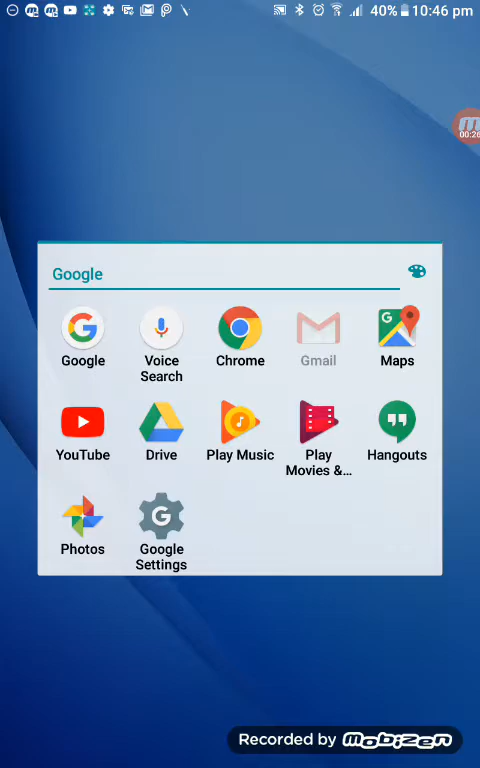 40% 10:46 pm
00:26
Google
Google
Voice Search
Chrome
Gmail
Maps
YouTube
Drive
Play Music
Play Movies &...
Hangouts
Photos
Google Settings
Recorded by mobizen